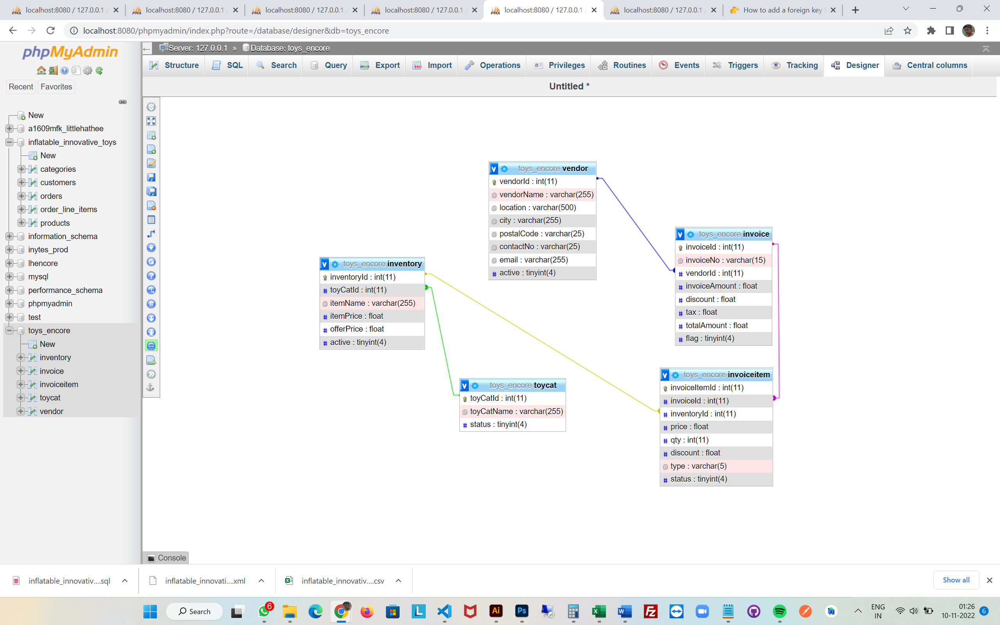 localhost:8080 / 127.0.0.1 /
localhost:8080 / 127.0.0.1 /
localhost:8080 / 127.0.0.1 /
localhost:8080 / 127.0.0.1 /
localhost:8080 / 127.0.0.1 /
localhost:8080 / 127.0.0.1 /
How to add a foreign key
localhost:8080/phpmyadmin/index.php?route=/database/designer&db=toys_encore
phpMyAdmin
Recent
Favorites
New
a1609mfk_littlehathee
inflatable_innovative_toys
New
categories
customers
orders
order_line_items
products
information_schema
inytes_prod
lhencore
mysql
performance_schema
phpmyadmin
test
toys_encore
New
inventory
invoice
invoiceitem
toycat
vendor
Server: 127.0.0.1 » Database: toys_encore
Structure
SQL
Search
Query
Export
Import
Operations
Privileges
Routines
Events
Triggers
Tracking
Designer
Central columns
Untitled *
v toys_encore vendor
vendorId : int(11)
vendorName : varchar(255)
location : varchar(500)
city : varchar(255)
postalCode : varchar(25)
contactNo : varchar(25)
email : varchar(255)
# active : tinyint(4)
v toys_encore invoice
invoiceId : int(11)
invoiceNo : varchar(15)
# vendorId : int(11)
# invoiceAmount : float
# discount : float
# tax : float
# totalAmount : float
# flag : tinyint(4)
v toys_encore inventory
inventoryId : int(11)
# toyCatId : int(11)
itemName : varchar(255)
# itemPrice : float
# offerPrice : float
# active : tinyint(4)
v toys_encore toycat
toyCatId : int(11)
toyCatName : varchar(255)
# status : tinyint(4)
v toys_encore invoiceitem
invoiceItemId : int(11)
# invoiceId : int(11)
# inventoryId : int(11)
# price : float
# qty : int(11)
# discount : float
type : varchar(5)
# status : tinyint(4)
Console
inflatable_innovativ....sql
inflatable_innovati....xml
inflatable_innovativ....csv
Show all
Search
6
Ai
Ps
ENG
IN
01:26
10-11-2022
6